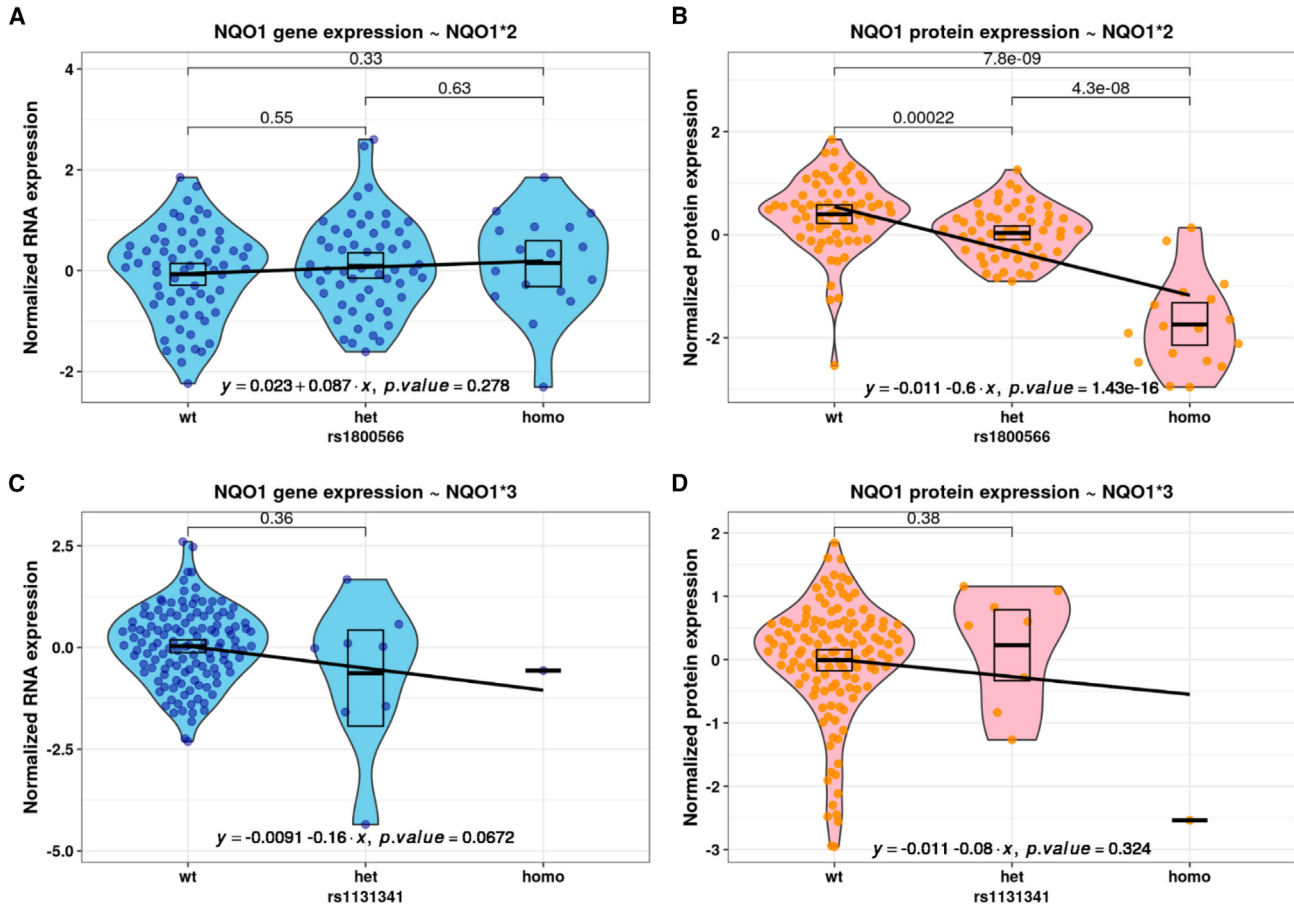 A
NQO1 gene expression ~ NQO1*2
Normalized RNA expression
4
2
0
-2
0.33
0.63
0.55
y = 0.023 + 0.087 · x, p.value = 0.278
wt het homo
rs1800566
B
NQO1 protein expression ~ NQO1*2
Normalized protein expression
2
0
-2
7.8e-09
4.3e-08
0.00022
y = -0.011 -0.6 · x, p.value = 1.43e-16
wt het homo
rs1800566
C
NQO1 gene expression ~ NQO1*3
Normalized RNA expression
2.5
0.0
-2.5
-5.0
0.36
y = -0.0091 -0.16 · x, p.value = 0.0672
wt het homo
rs1131341
D
NQO1 protein expression ~ NQO1*3
Normalized protein expression
2
1
0
-1
-2
-3
0.38
y = -0.011 -0.08 · x, p.value = 0.324
wt het homo
rs1131341